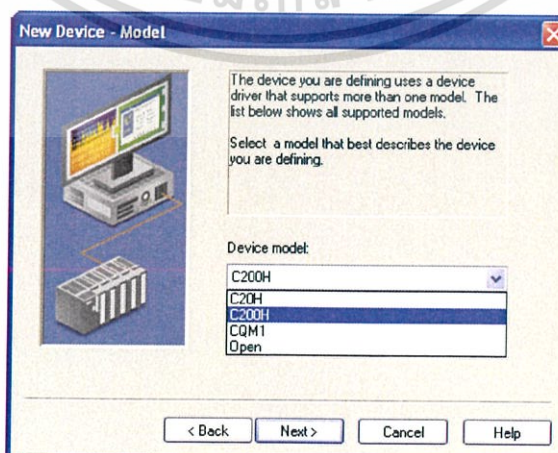 New Device - Model
The device you are defining uses a device
driver that supports more than one model. The
list below shows all supported models.
Select a model that best describes the device
you are defining.
Device model:
C200H
C20H
C200H
CQM1
Open
< Back
Next >
Cancel
Help